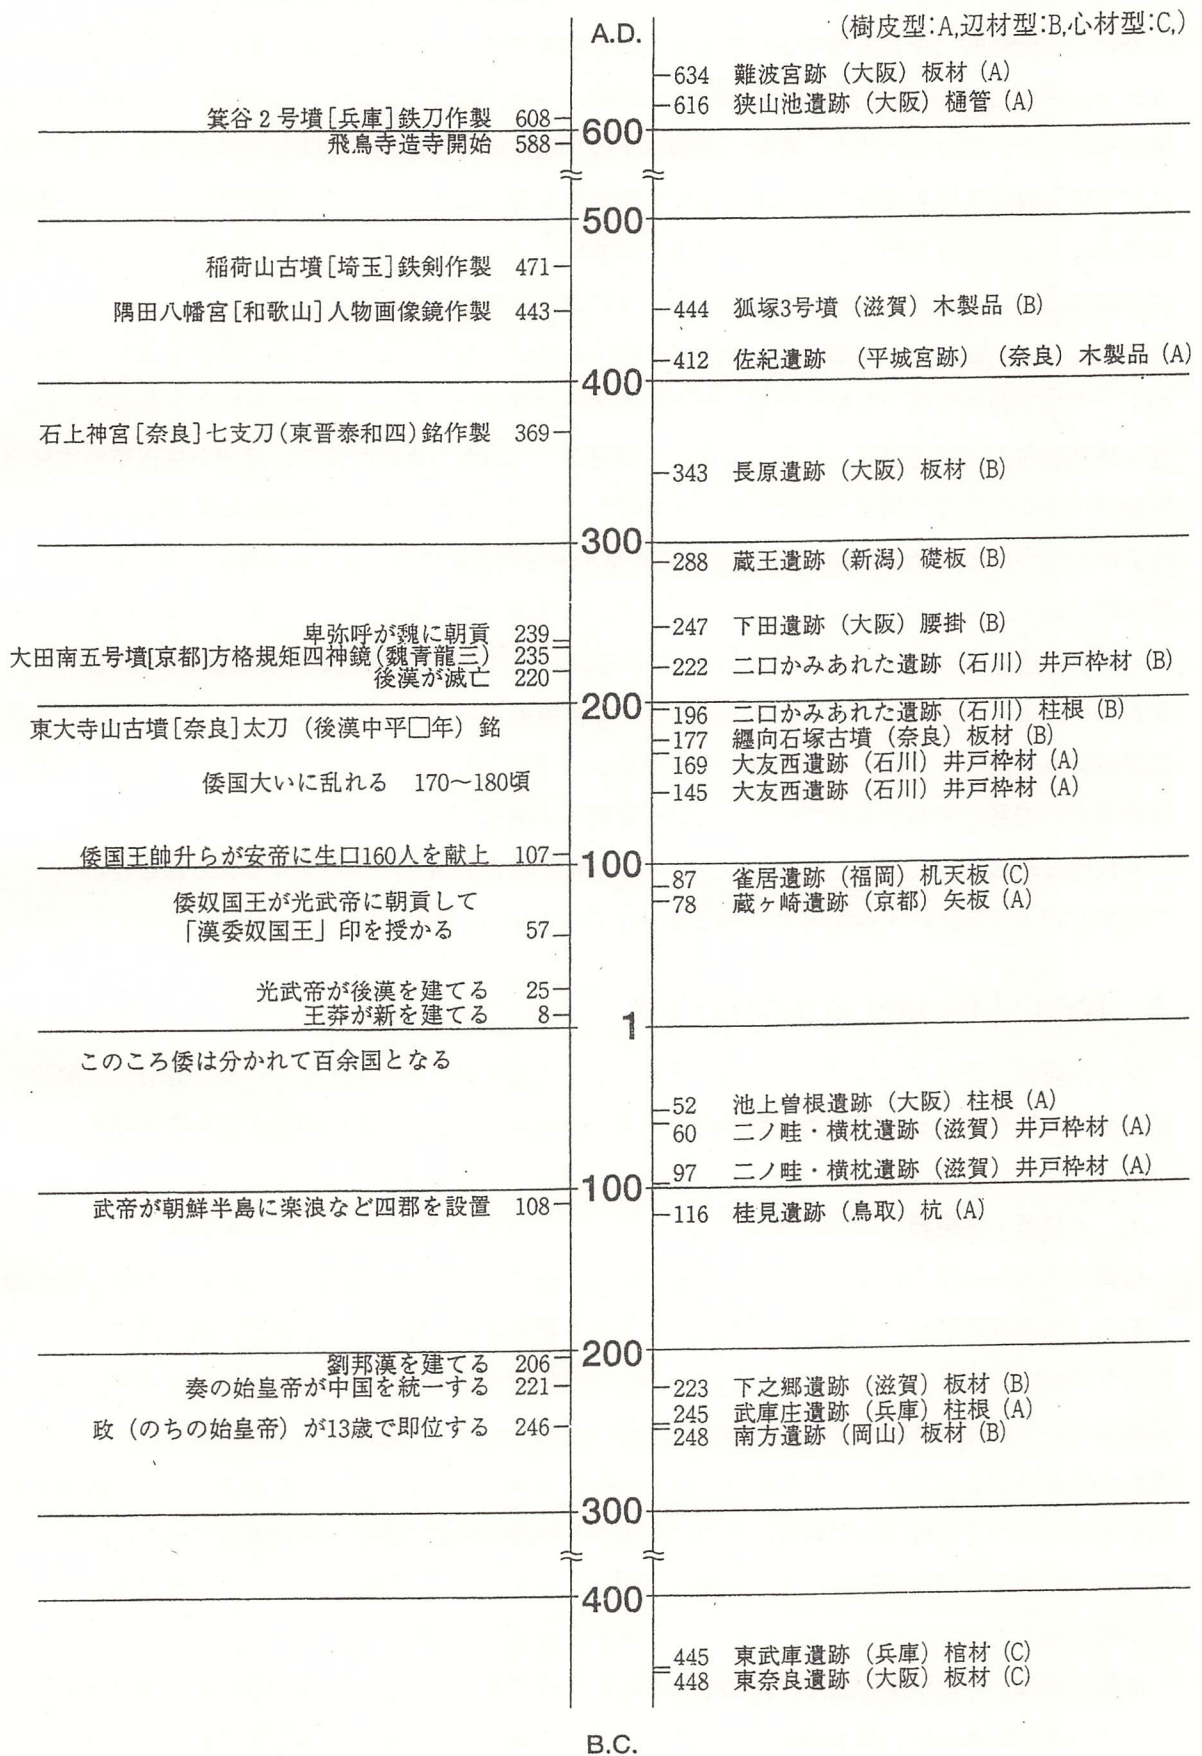 A.D.
(樹皮型:A,辺材型:B,心材型:C,)
634 難波宮跡（大阪）板材 (A)
616 狭山池遺跡（大阪）樋管 (A)
箕谷2号墳[兵庫]鉄刀作製 608
600
飛鳥寺造寺開始 588
500
稲荷山古墳[埼玉]鉄剣作製 471
隅田八幡宮[和歌山]人物画像鏡作製 443
444 狐塚3号墳（滋賀）木製品 (B)
412 佐紀遺跡 （平城宮跡）（奈良）木製品 (A)
400
石上神宮[奈良]七支刀(東晋泰和四)銘作製 369
343 長原遺跡（大阪）板材 (B)
300
288 蔵王遺跡（新潟）礎板 (B)
卑弥呼が魏に朝貢 239
247 下田遺跡（大阪）腰掛 (B)
大田南五号墳[京都]方格規矩四神鏡(魏青龍三) 235
後漢が滅亡 220
222 二口かみあれた遺跡（石川）井戸枠材 (B)
200
196 二口かみあれた遺跡（石川）柱根 (B)
東大寺山古墳[奈良]太刀（後漢中平□年）銘
177 纒向石塚古墳（奈良）板材 (B)
169 大友西遺跡（石川）井戸枠材 (A)
倭国大いに乱れる 170～180頃
145 大友西遺跡（石川）井戸枠材 (A)
倭国王帥升らが安帝に生口160人を献上 107
100
87 雀居遺跡（福岡）机天板 (C)
倭奴国王が光武帝に朝貢して
78 蔵ヶ崎遺跡（京都）矢板 (A)
「漢委奴国王」印を授かる 57
光武帝が後漢を建てる 25
王莽が新を建てる 8
1
このころ倭は分かれて百余国となる
52 池上曽根遺跡（大阪）柱根 (A)
60 二ノ畦・横枕遺跡（滋賀）井戸枠材 (A)
97 二ノ畦・横枕遺跡（滋賀）井戸枠材 (A)
100
武帝が朝鮮半島に楽浪など四郡を設置 108
116 桂見遺跡（鳥取）杭 (A)
200
劉邦漢を建てる 206
奏の始皇帝が中国を統一する 221
223 下之郷遺跡（滋賀）板材 (B)
245 武庫庄遺跡（兵庫）柱根 (A)
政（のちの始皇帝）が13歳で即位する 246
248 南方遺跡（岡山）板材 (B)
300
400
445 東武庫遺跡（兵庫）棺材 (C)
448 東奈良遺跡（大阪）板材 (C)
B.C.